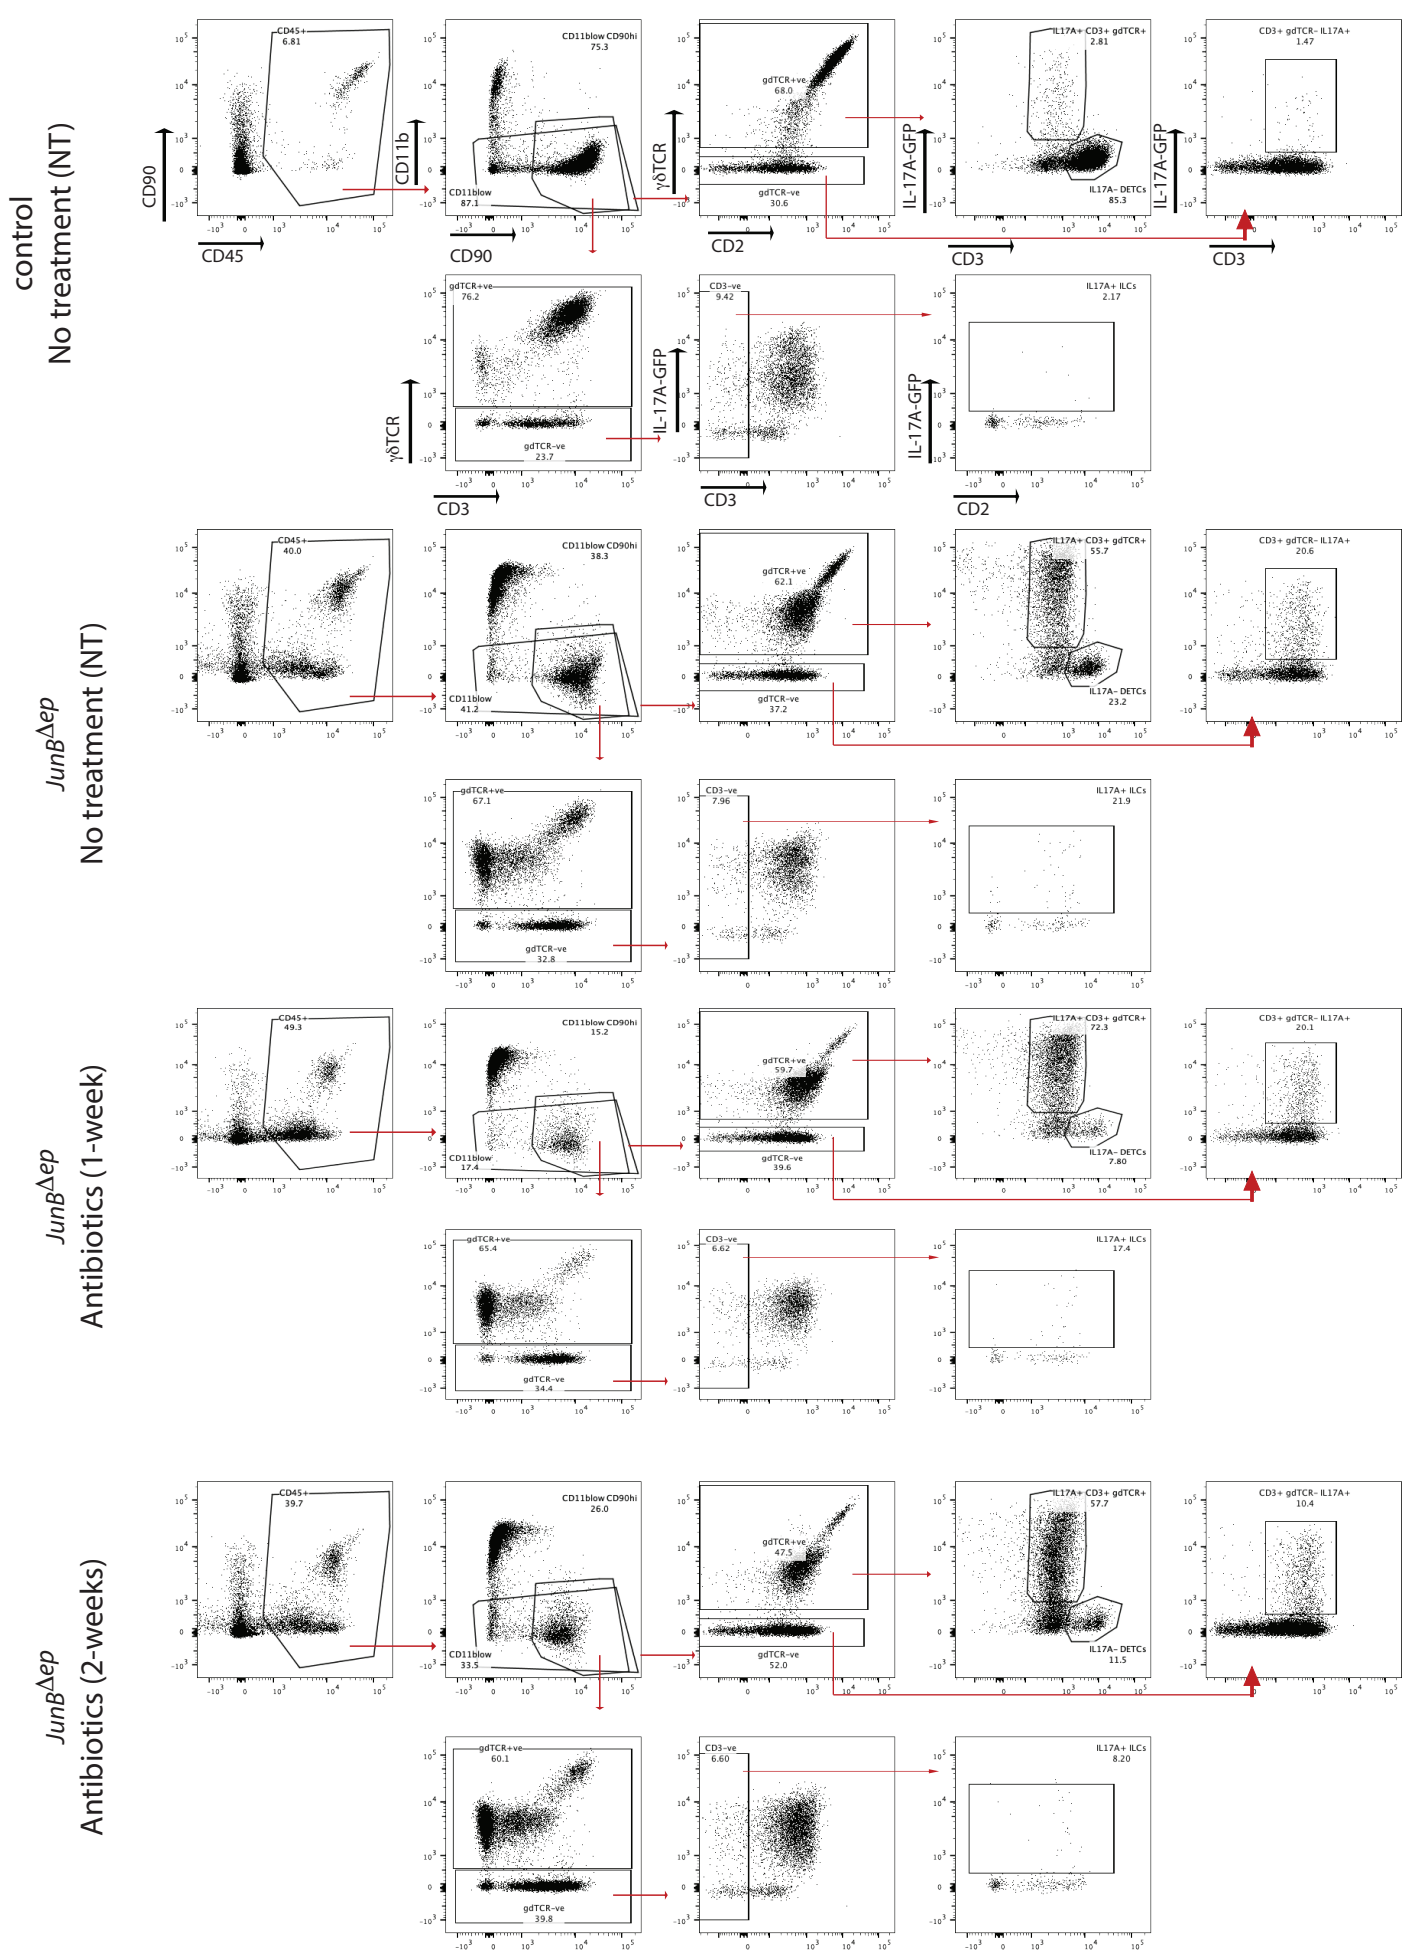 control
No treatment (NT)
CD45+
6.81
CD11blow CD90hi
75.3
CD11blow
87.1
gdTCR+ve
68.0
gdTCR-ve
30.6
IL17A+ CD3+ gdTCR+
2.81
IL17A- DETCs
85.3
CD3+ gdTCR- IL17A+
1.47
CD90
CD45
CD11b
CD90
γδTCR
CD2
IL-17A-GFP
CD3
IL-17A-GFP
CD3
gdTCR+ve
76.2
gdTCR-ve
23.7
CD3-ve
9.42
IL17A+ ILCs
2.17
γδTCR
CD3
IL-17A-GFP
CD3
IL-17A-GFP
CD2
JunBΔep
No treatment (NT)
CD45+
40.0
CD11blow CD90hi
38.3
CD11blow
41.2
gdTCR+ve
62.1
gdTCR-ve
37.2
IL17A+ CD3+ gdTCR+
55.7
IL17A- DETCs
23.2
CD3+ gdTCR- IL17A+
20.6
gdTCR+ve
67.1
gdTCR-ve
32.8
CD3-ve
7.96
IL17A+ ILCs
21.9
JunBΔep
Antibiotics (1-week)
CD45+
49.3
CD11blow CD90hi
15.2
CD11blow
17.4
gdTCR+ve
59.7
gdTCR-ve
39.6
IL17A+ CD3+ gdTCR+
72.3
IL17A- DETCs
7.80
CD3+ gdTCR- IL17A+
20.1
gdTCR+ve
65.4
gdTCR-ve
34.4
CD3-ve
6.62
IL17A+ ILCs
17.4
JunBΔep
Antibiotics (2-weeks)
CD45+
39.7
CD11blow CD90hi
26.0
CD11blow
33.5
gdTCR+ve
47.5
gdTCR-ve
52.0
IL17A+ CD3+ gdTCR+
57.7
IL17A- DETCs
11.5
CD3+ gdTCR- IL17A+
10.4
gdTCR+ve
60.1
gdTCR-ve
39.8
CD3-ve
6.60
IL17A+ ILCs
8.20